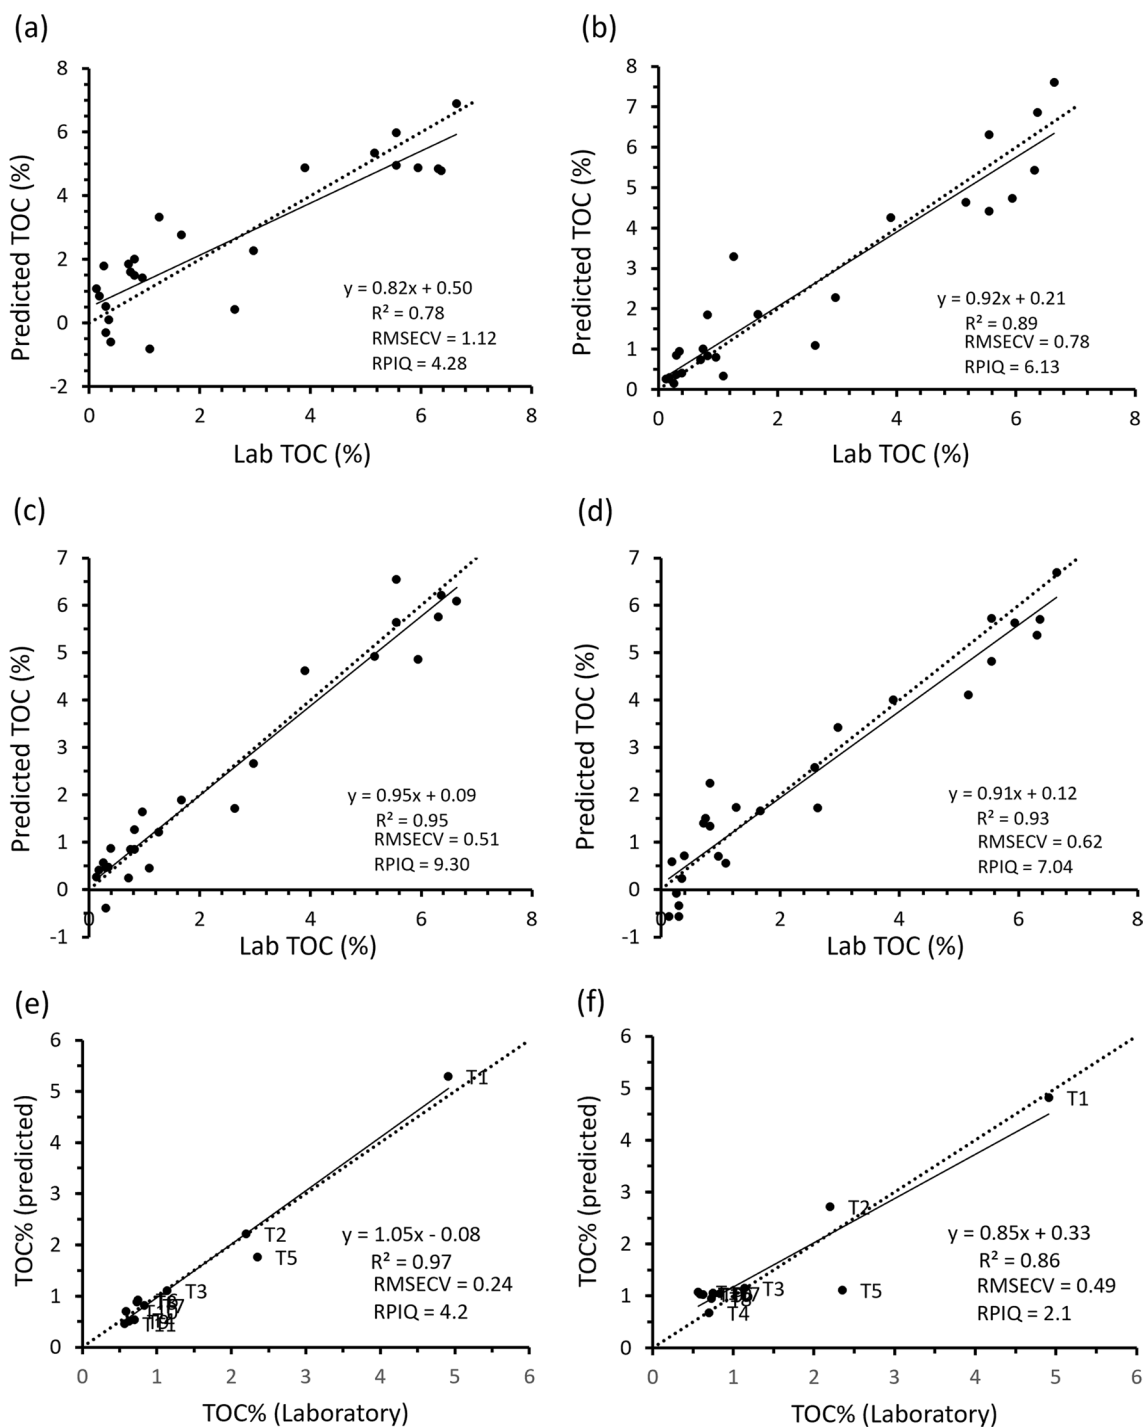 (a)
8
6
4
2
0
-2
0 2 4 6 8
Predicted TOC (%)
Lab TOC (%)
y = 0.82x + 0.50
R² = 0.78
RMSECV = 1.12
RPIQ = 4.28
(b)
8
7
6
5
4
3
2
1
0
0 2 4 6 8
Predicted TOC (%)
Lab TOC (%)
y = 0.92x + 0.21
R² = 0.89
RMSECV = 0.78
RPIQ = 6.13
(c)
7
6
5
4
3
2
1
0
-1
0 2 4 6 8
Predicted TOC (%)
Lab TOC (%)
y = 0.95x + 0.09
R² = 0.95
RMSECV = 0.51
RPIQ = 9.30
(d)
7
6
5
4
3
2
1
0
-1
0 2 4 6 8
Predicted TOC (%)
Lab TOC (%)
y = 0.91x + 0.12
R² = 0.93
RMSECV = 0.62
RPIQ = 7.04
(e)
6
5
4
3
2
1
0
0 1 2 3 4 5 6
TOC% (predicted)
TOC% (Laboratory)
T1
T2
T5
T3
T11
y = 1.05x - 0.08
R² = 0.97
RMSECV = 0.24
RPIQ = 4.2
(f)
6
5
4
3
2
1
0
0 1 2 3 4 5 6
TOC% (predicted)
TOC% (Laboratory)
T1
T2
T5
T3
T8
T4
y = 0.85x + 0.33
R² = 0.86
RMSECV = 0.49
RPIQ = 2.1